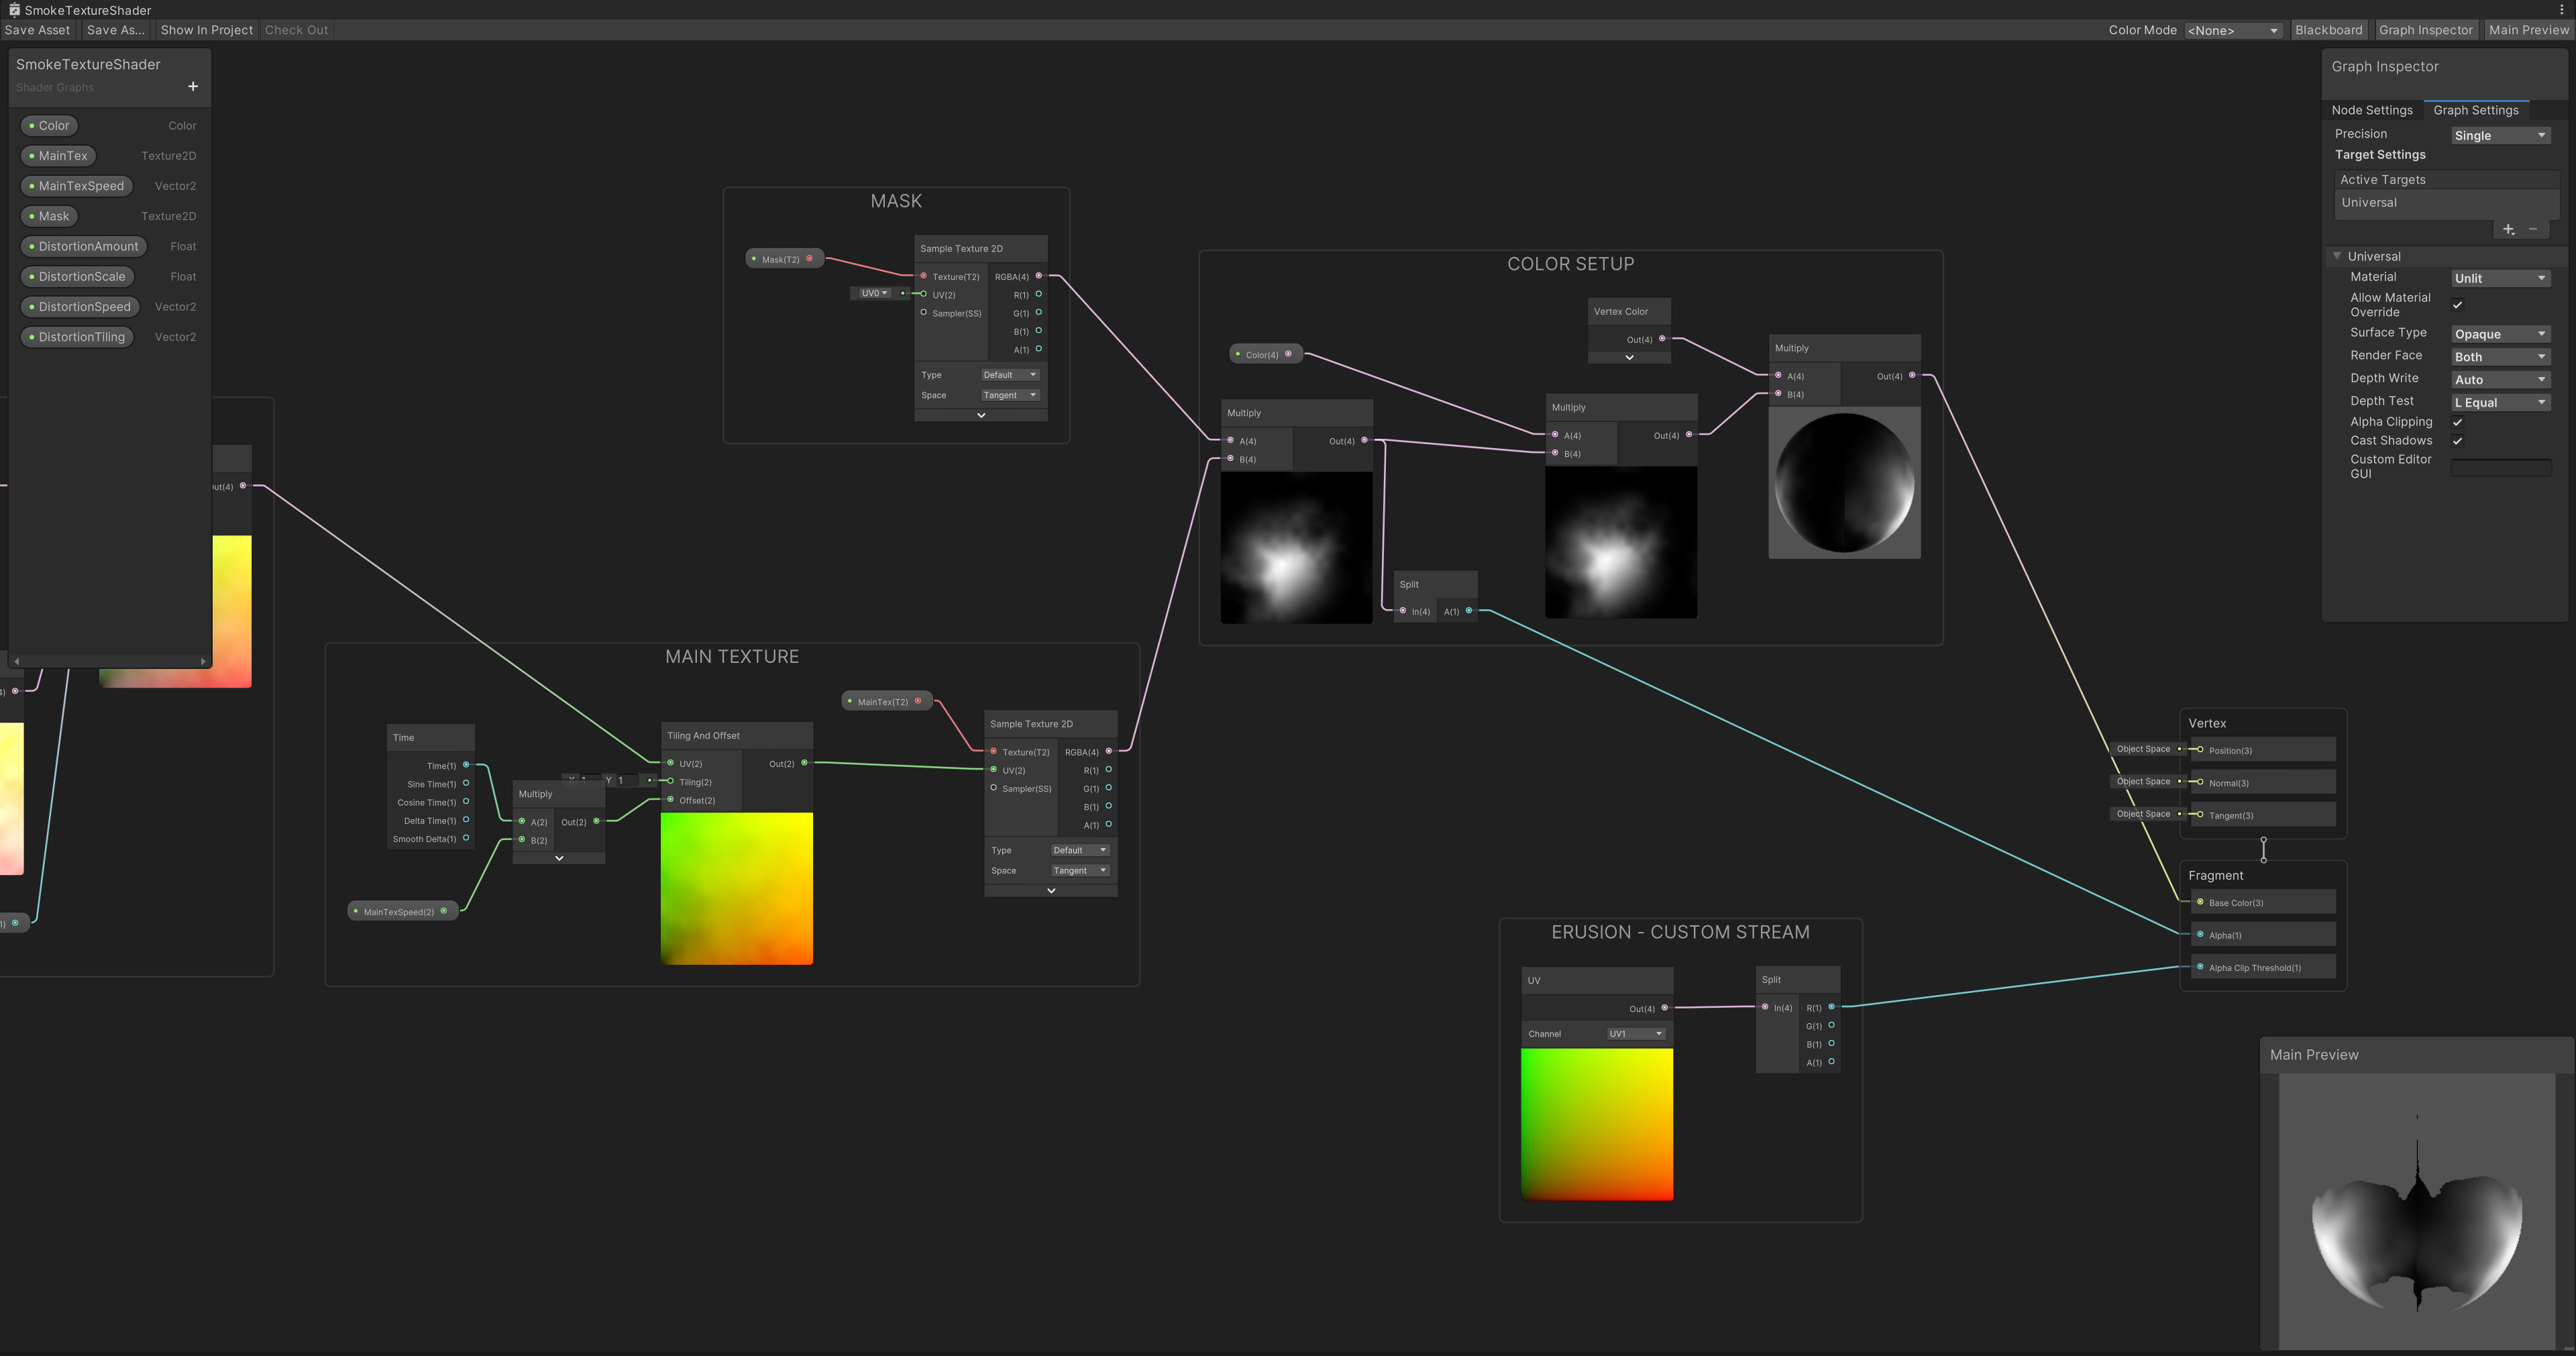 SmokeTextureShader
Save Asset
Save As...
Show In Project
Check Out
Color Mode
<None>
Blackboard
Graph Inspector
Main Preview
SmokeTextureShader
Shader Graphs
+
Color Color
MainTex Texture2D
MainTexSpeed Vector2
Mask Texture2D
DistortionAmount Float
DistortionScale Float
DistortionSpeed Vector2
DistortionTiling Vector2
MASK
Mask(T2)
UV0
Sample Texture 2D
Texture(T2) RGBA(4)
UV(2) R(1)
Sampler(SS) G(1)
B(1)
A(1)
Type Default
Space Tangent
COLOR SETUP
Color(4)
Vertex Color
Out(4)
Multiply
A(4) Out(4)
B(4)
Multiply
A(4) Out(4)
B(4)
Multiply
A(4) Out(4)
B(4)
Split
In(4) A(1)
MAIN TEXTURE
Time
Time(1)
Sine Time(1)
Cosine Time(1)
Delta Time(1)
Smooth Delta(1)
MainTexSpeed(2)
Multiply
A(2) Out(2)
B(2)
X 1 Y 1
Tiling And Offset
UV(2) Out(2)
Tiling(2)
Offset(2)
MainTex(T2)
Sample Texture 2D
Texture(T2) RGBA(4)
UV(2) R(1)
Sampler(SS) G(1)
B(1)
A(1)
Type Default
Space Tangent
ERUSION - CUSTOM STREAM
UV
Out(4)
Channel UV1
Split
In(4) R(1)
G(1)
B(1)
A(1)
Vertex
Object Space Position(3)
Object Space Normal(3)
Object Space Tangent(3)
Fragment
Base Color(3)
Alpha(1)
Alpha Clip Threshold(1)
Graph Inspector
Node Settings Graph Settings
Precision Single
Target Settings
Active Targets
Universal
Universal
Material Unlit
Allow Material
Override
Surface Type Opaque
Render Face Both
Depth Write Auto
Depth Test L Equal
Alpha Clipping
Cast Shadows
Custom Editor
GUI
Main Preview